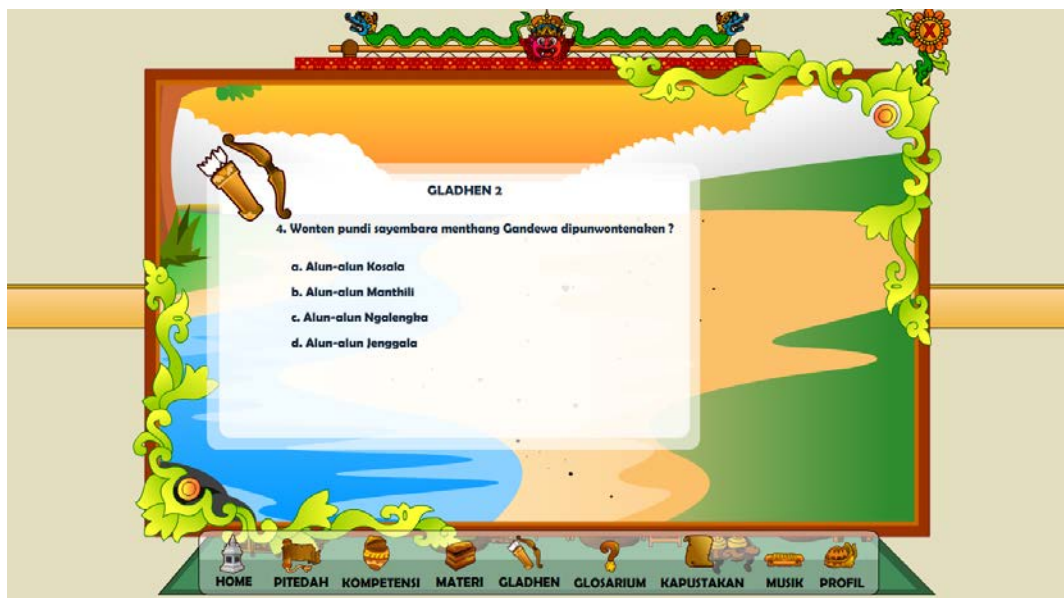 X
GLADHEN 2
4. Wonten pundi sayembara menthang Gandewa dipunwontenaken ?
a. Alun-alun Kosala
b. Alun-alun Manthili
c. Alun-alun Ngalengka
d. Alun-alun Jenggala
HOME PITEDAH KOMPETENSI MATERI GLADHEN GLOSARIUM KAPUSTAKAN MUSIK PROFIL